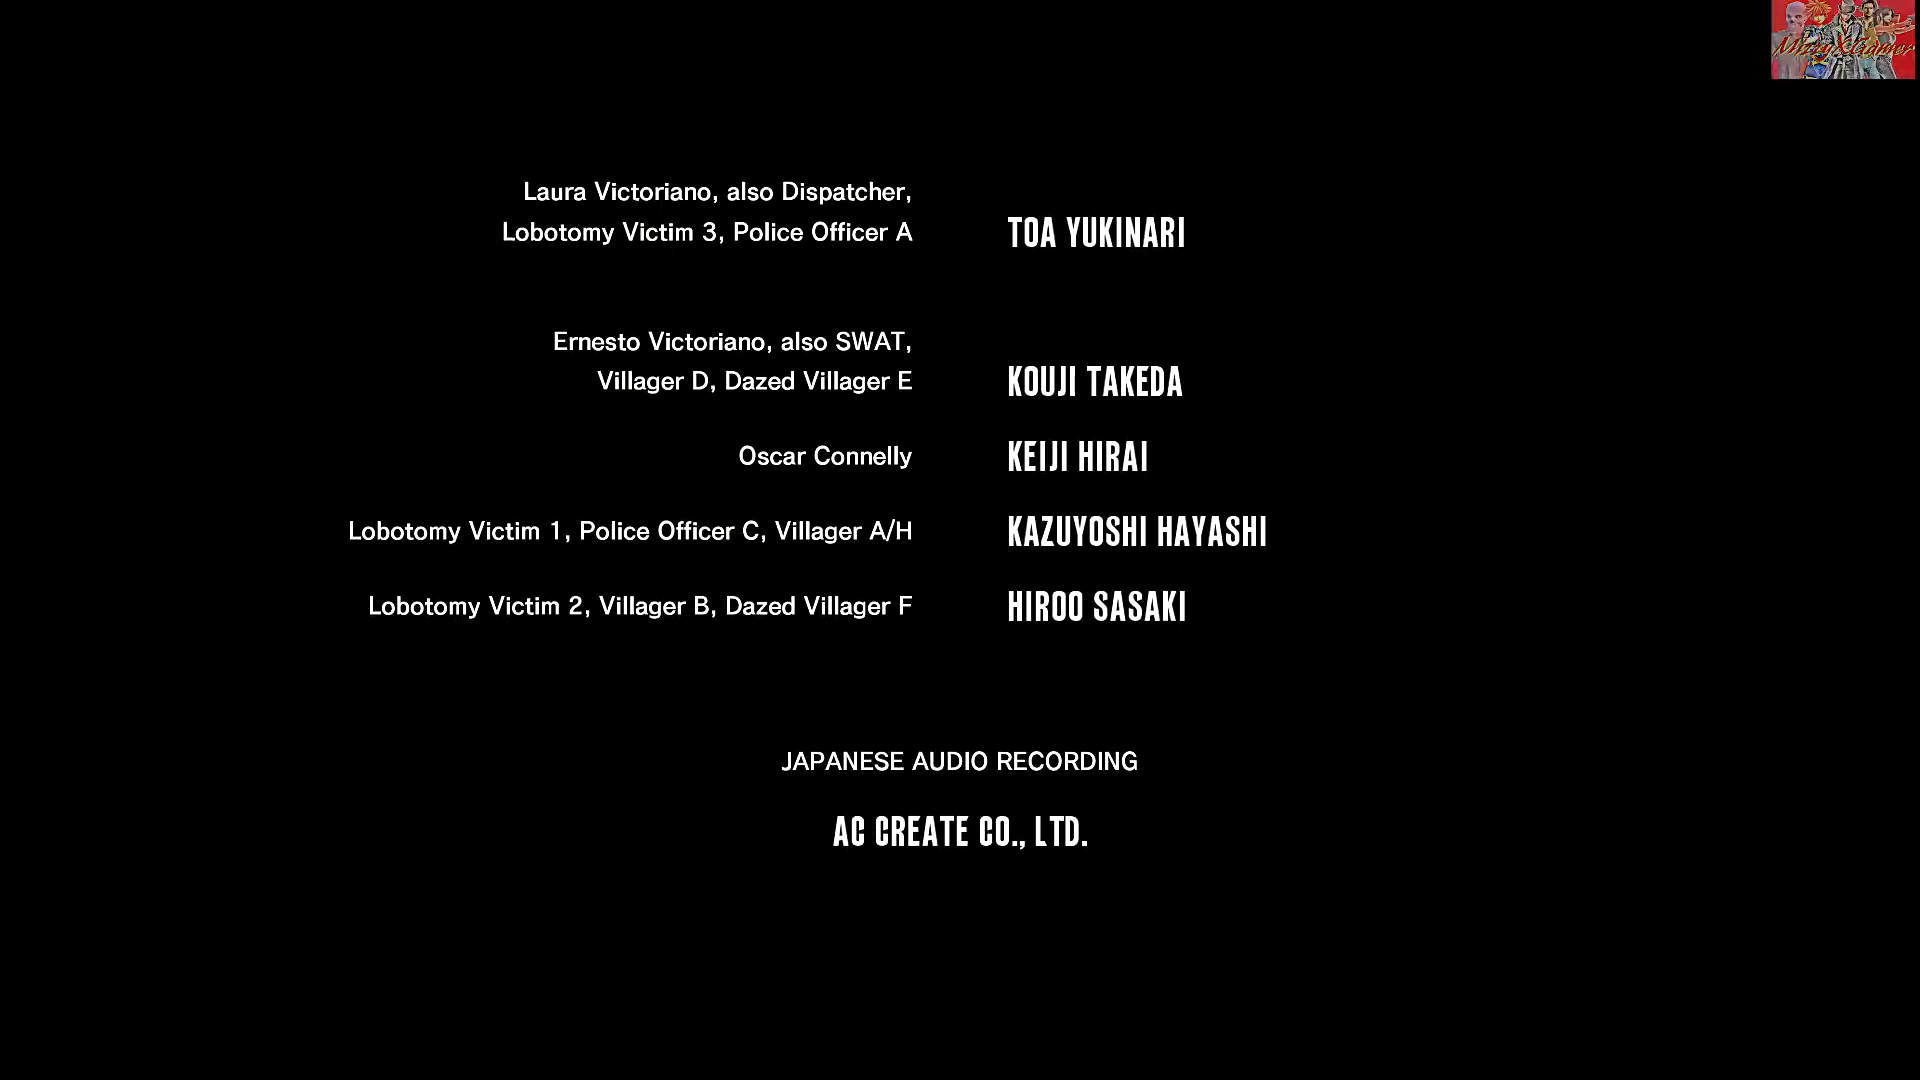 MitsyXGamer
Laura Victoriano, also Dispatcher,
Lobotomy Victim 3, Police Officer A
TOA YUKINARI
Ernesto Victoriano, also SWAT,
Villager D, Dazed Villager E
KOUJI TAKEDA
Oscar Connelly
KEIJI HIRAI
Lobotomy Victim 1, Police Officer C, Villager A/H
KAZUYOSHI HAYASHI
Lobotomy Victim 2, Villager B, Dazed Villager F
HIROO SASAKI
JAPANESE AUDIO RECORDING
AC CREATE CO., LTD.